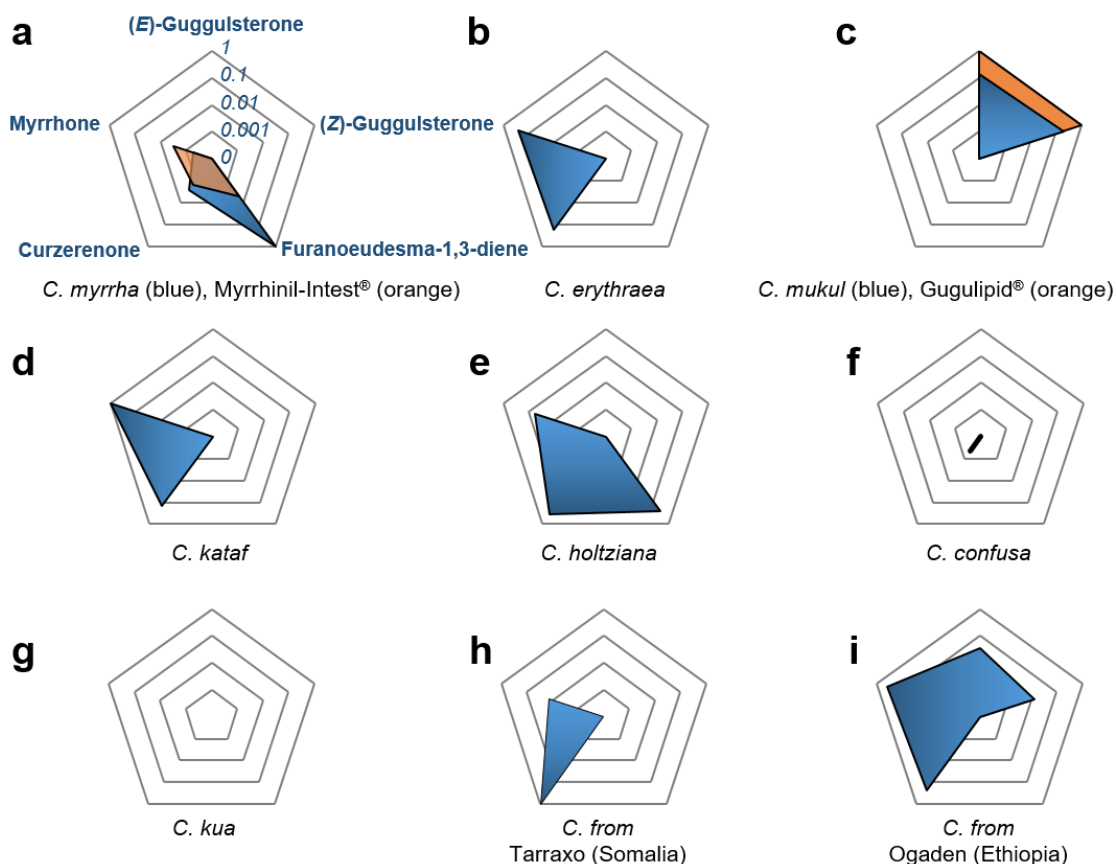 a
(E)-Guggulsterone
1
0.1
0.01
0.001
0
Myrrhone
(Z)-Guggulsterone
Curzerenone
Furanoeudesma-1,3-diene
C. myrrha (blue), Myrrhinil-Intest® (orange)
b
C. erythraea
c
C. mukul (blue), Gugulipid® (orange)
d
C. kataf
e
C. holtziana
f
C. confusa
g
C. kua
h
C. from
Tarraxo (Somalia)
i
C. from
Ogaden (Ethiopia)